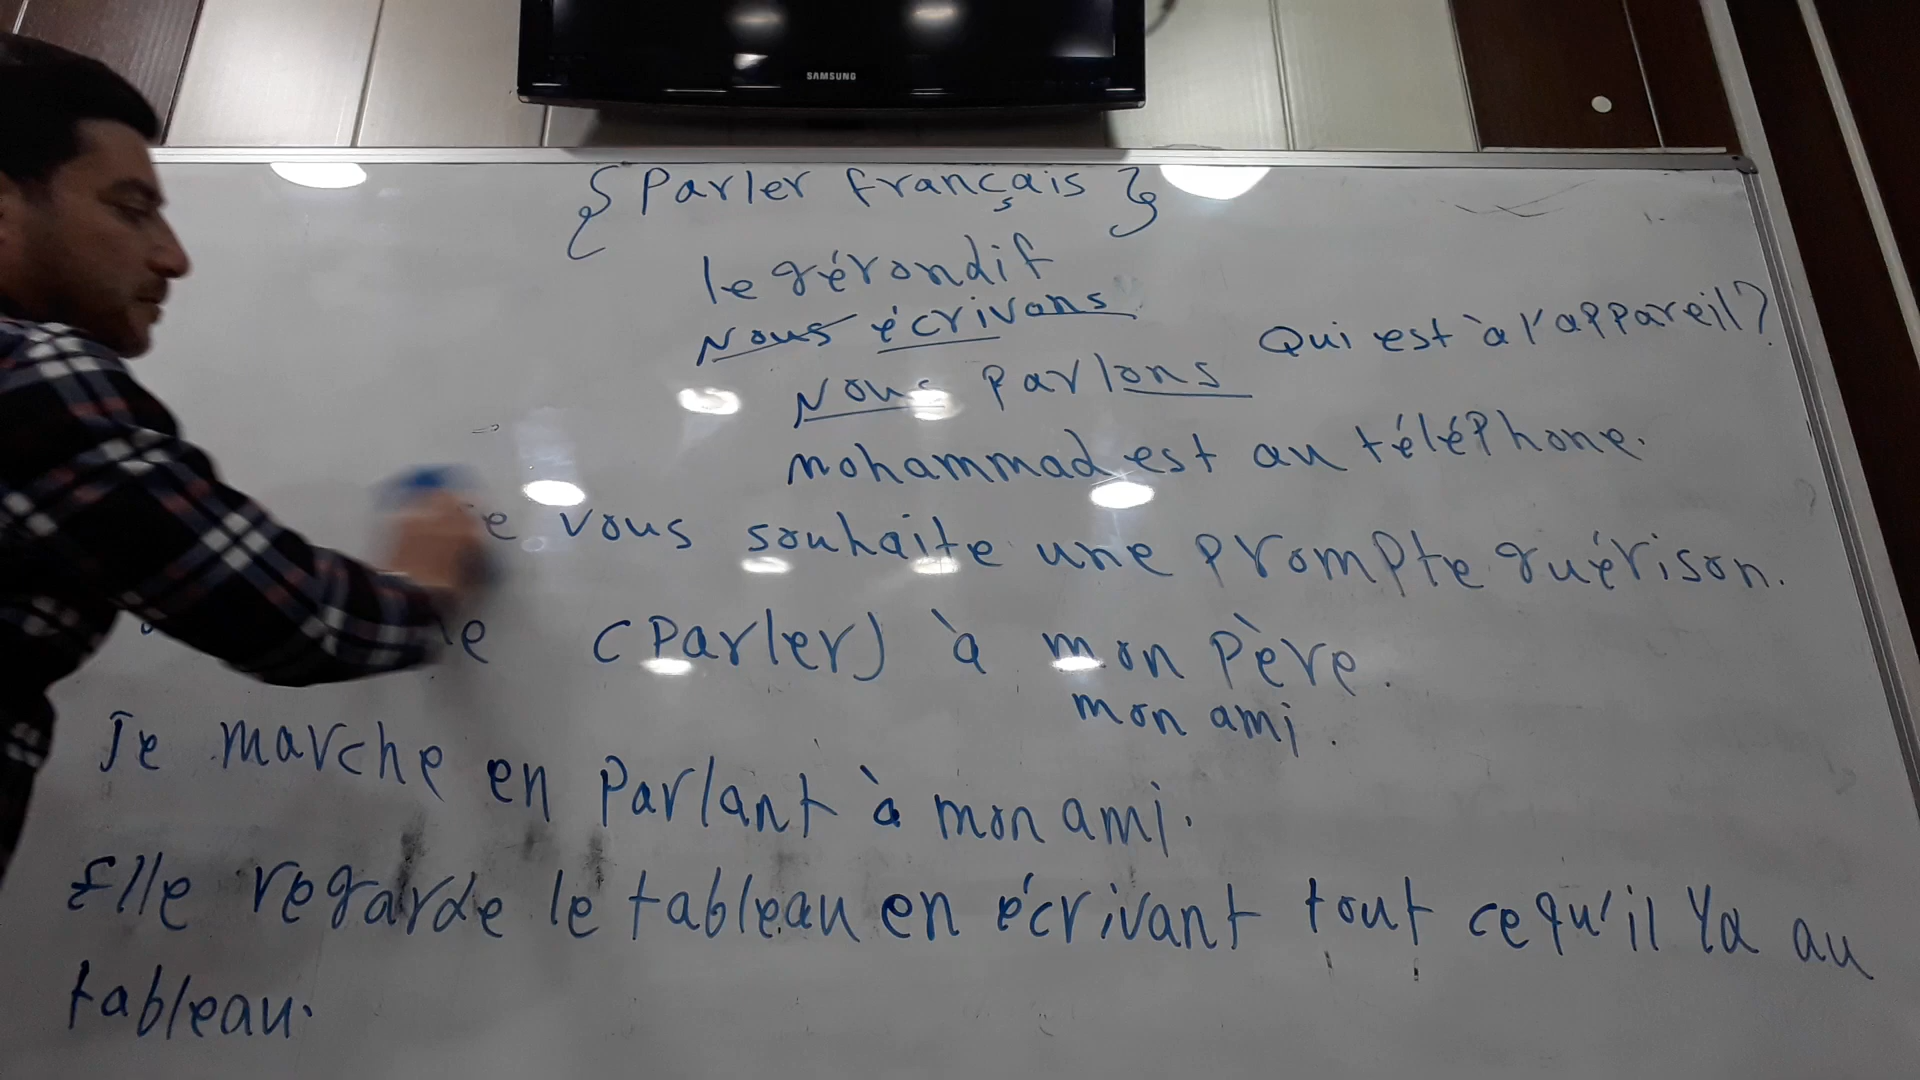 SAMSUNG
{ Parler français }
le gérondif
Nous écrivons
Qui est à l'appareil?
Nous parlons
mohammad est au téléphone.
vous souhaite une prompte guérison.
(Parler) à mon père.
mon ami.
Je marche en parlant à mon ami.
Elle regarde le tableau en écrivant tout ce qu'il Ya au
tableau.